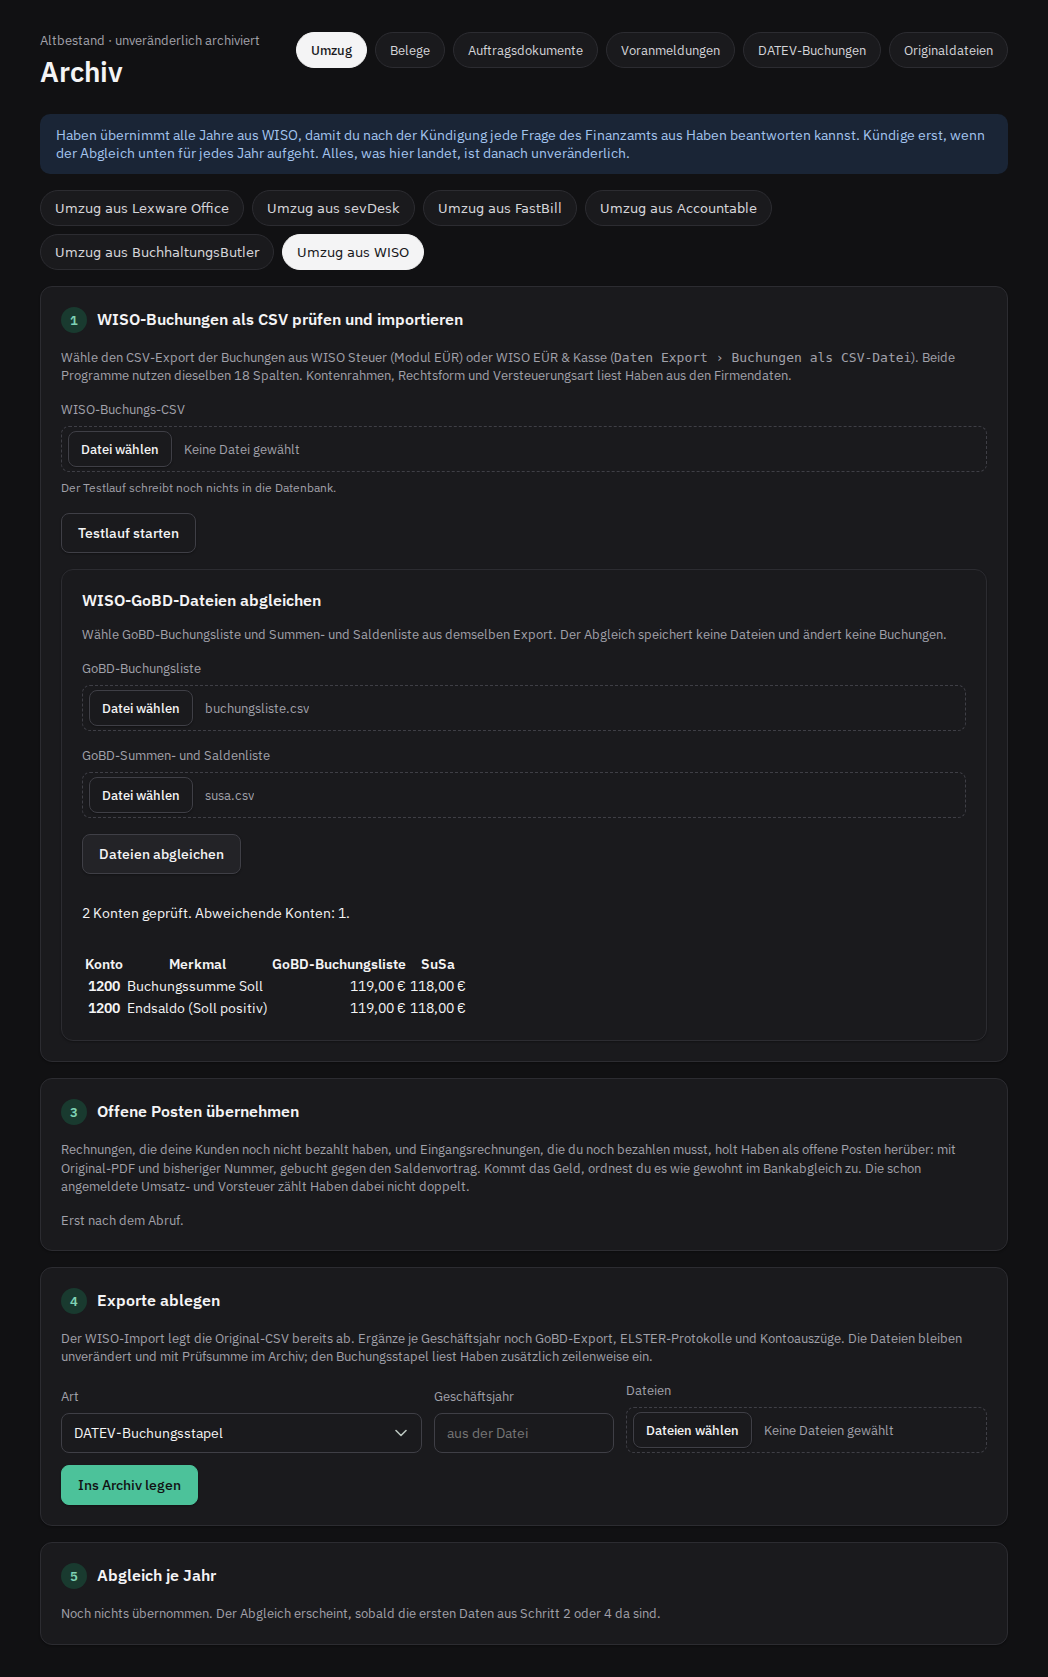 Altbestand · unveränderlich archiviert
Archiv
Umzug
Belege
Auftragsdokumente
Voranmeldungen
DATEV-Buchungen
Originaldateien
Haben übernimmt alle Jahre aus WISO, damit du nach der Kündigung jede Frage des Finanzamts aus Haben beantworten kannst. Kündige erst, wenn
der Abgleich unten für jedes Jahr aufgeht. Alles, was hier landet, ist danach unveränderlich.
Umzug aus Lexware Office
Umzug aus sevDesk
Umzug aus FastBill
Umzug aus Accountable
Umzug aus BuchhaltungsButler
Umzug aus WISO
1 WISO-Buchungen als CSV prüfen und importieren
Wähle den CSV-Export der Buchungen aus WISO Steuer (Modul EÜR) oder WISO EÜR & Kasse (Daten Export › Buchungen als CSV-Datei). Beide
Programme nutzen dieselben 18 Spalten. Kontenrahmen, Rechtsform und Versteuerungsart liest Haben aus den Firmendaten.
WISO-Buchungs-CSV
Datei wählen Keine Datei gewählt
Der Testlauf schreibt noch nichts in die Datenbank.
Testlauf starten
WISO-GoBD-Dateien abgleichen
Wähle GoBD-Buchungsliste und Summen- und Saldenliste aus demselben Export. Der Abgleich speichert keine Dateien und ändert keine Buchungen.
GoBD-Buchungsliste
Datei wählen buchungsliste.csv
GoBD-Summen- und Saldenliste
Datei wählen susa.csv
Dateien abgleichen
2 Konten geprüft. Abweichende Konten: 1.
Konto Merkmal GoBD-Buchungsliste SuSa
1200 Buchungssumme Soll 119,00 € 118,00 €
1200 Endsaldo (Soll positiv) 119,00 € 118,00 €
3 Offene Posten übernehmen
Rechnungen, die deine Kunden noch nicht bezahlt haben, und Eingangsrechnungen, die du noch bezahlen musst, holt Haben als offene Posten herüber: mit
Original-PDF und bisheriger Nummer, gebucht gegen den Saldenvortrag. Kommt das Geld, ordnest du es wie gewohnt im Bankabgleich zu. Die schon
angemeldete Umsatz- und Vorsteuer zählt Haben dabei nicht doppelt.
Erst nach dem Abruf.
4 Exporte ablegen
Der WISO-Import legt die Original-CSV bereits ab. Ergänze je Geschäftsjahr noch GoBD-Export, ELSTER-Protokolle und Kontoauszüge. Die Dateien bleiben
unverändert und mit Prüfsumme im Archiv; den Buchungsstapel liest Haben zusätzlich zeilenweise ein.
Art
Geschäftsjahr
Dateien
DATEV-Buchungsstapel
aus der Datei
Dateien wählen Keine Dateien gewählt
Ins Archiv legen
5 Abgleich je Jahr
Noch nichts übernommen. Der Abgleich erscheint, sobald die ersten Daten aus Schritt 2 oder 4 da sind.